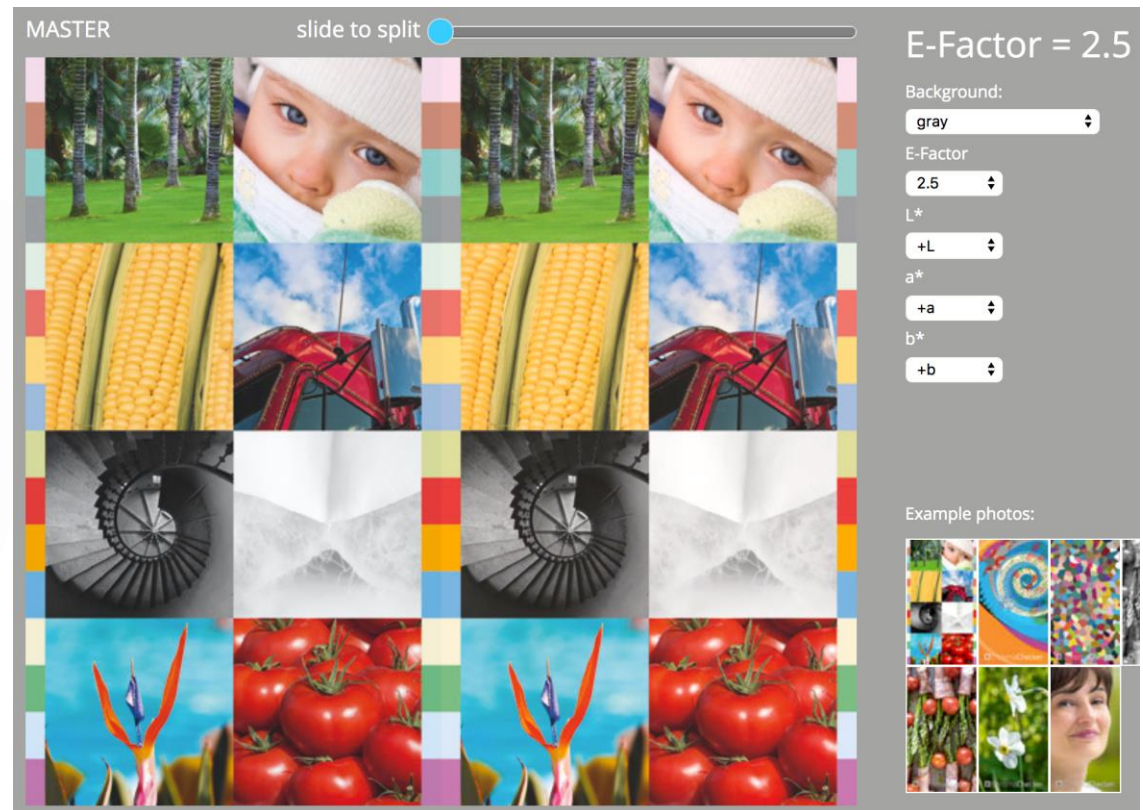 MASTER
slide to split
E-Factor = 2.5
Background:
gray
E-Factor
2.5
L*
+L
a*
+a
b*
+b
Example photos: